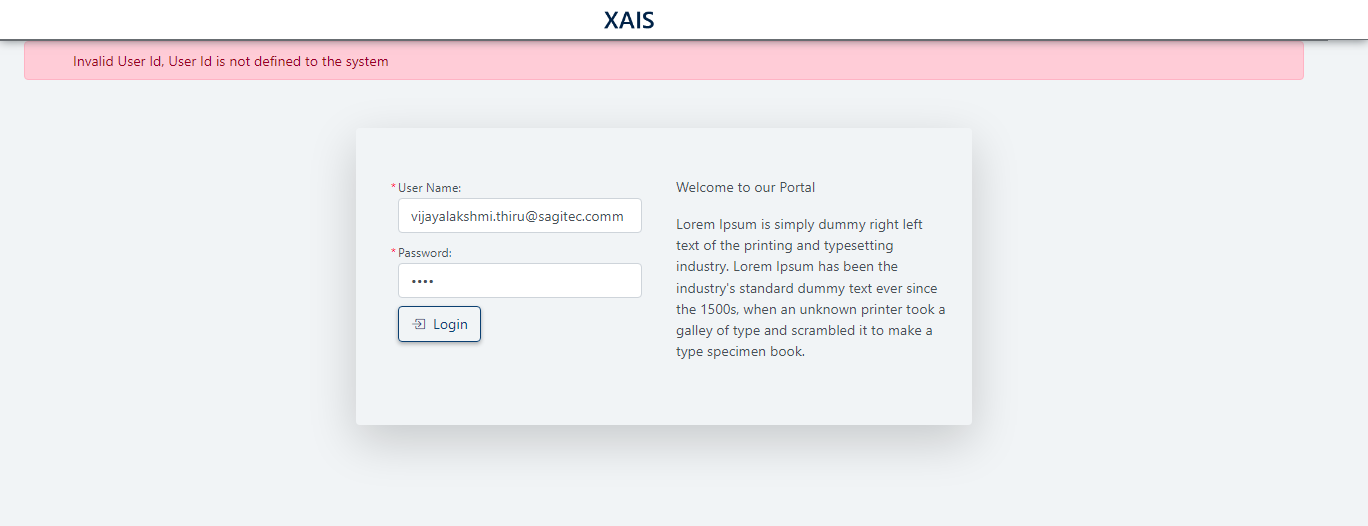 XAIS
Invalid User Id, User Id is not defined to the system
*User Name:
vijayalakshmi.thiru@sagitec.comm
*Password:
••••
Login
Welcome to our Portal
Lorem Ipsum is simply dummy right left
text of the printing and typesetting
industry. Lorem Ipsum has been the
industry's standard dummy text ever since
the 1500s, when an unknown printer took a
galley of type and scrambled it to make a
type specimen book.